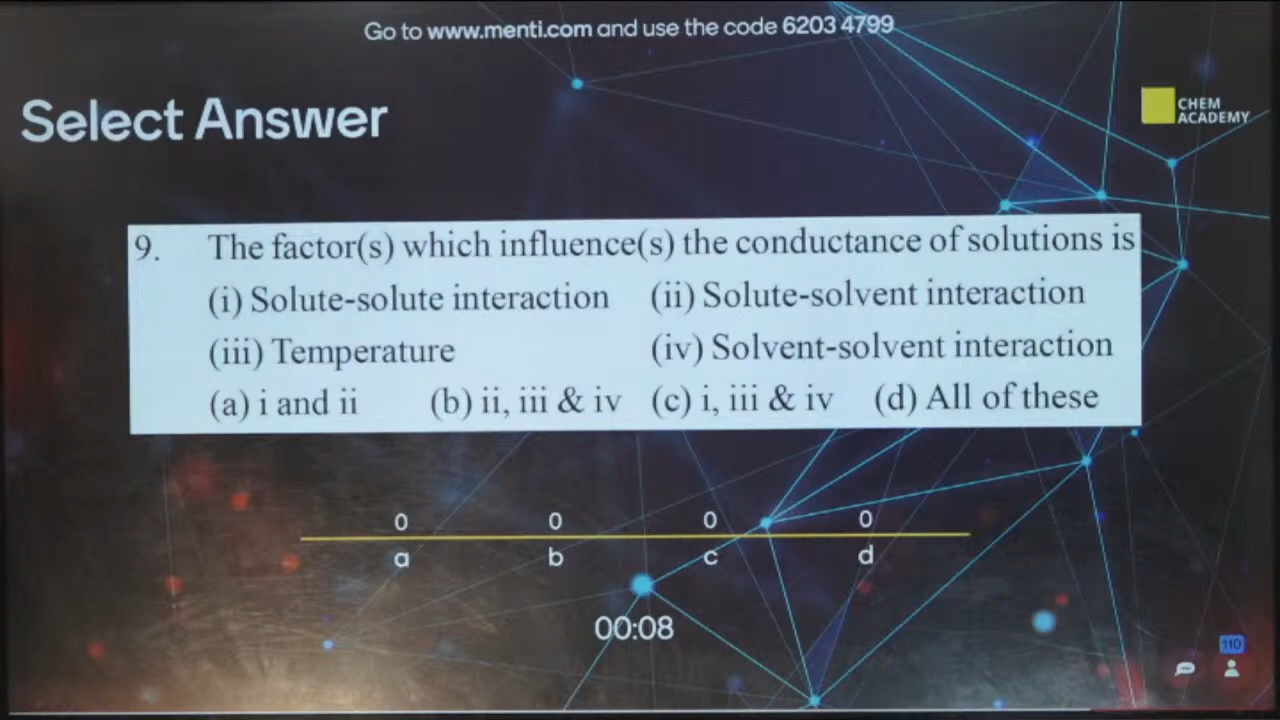 Go to www.menti.com and use the code 6203 4799
Select Answer
CHEM
ACADEMY
9. The factor(s) which influence(s) the conductance of solutions is
(i) Solute-solute interaction (ii) Solute-solvent interaction
(iii) Temperature (iv) Solvent-solvent interaction
(a) i and ii (b) ii, iii & iv (c) i, iii & iv (d) All of these
0 0 0 0
a b c d
00:08
110